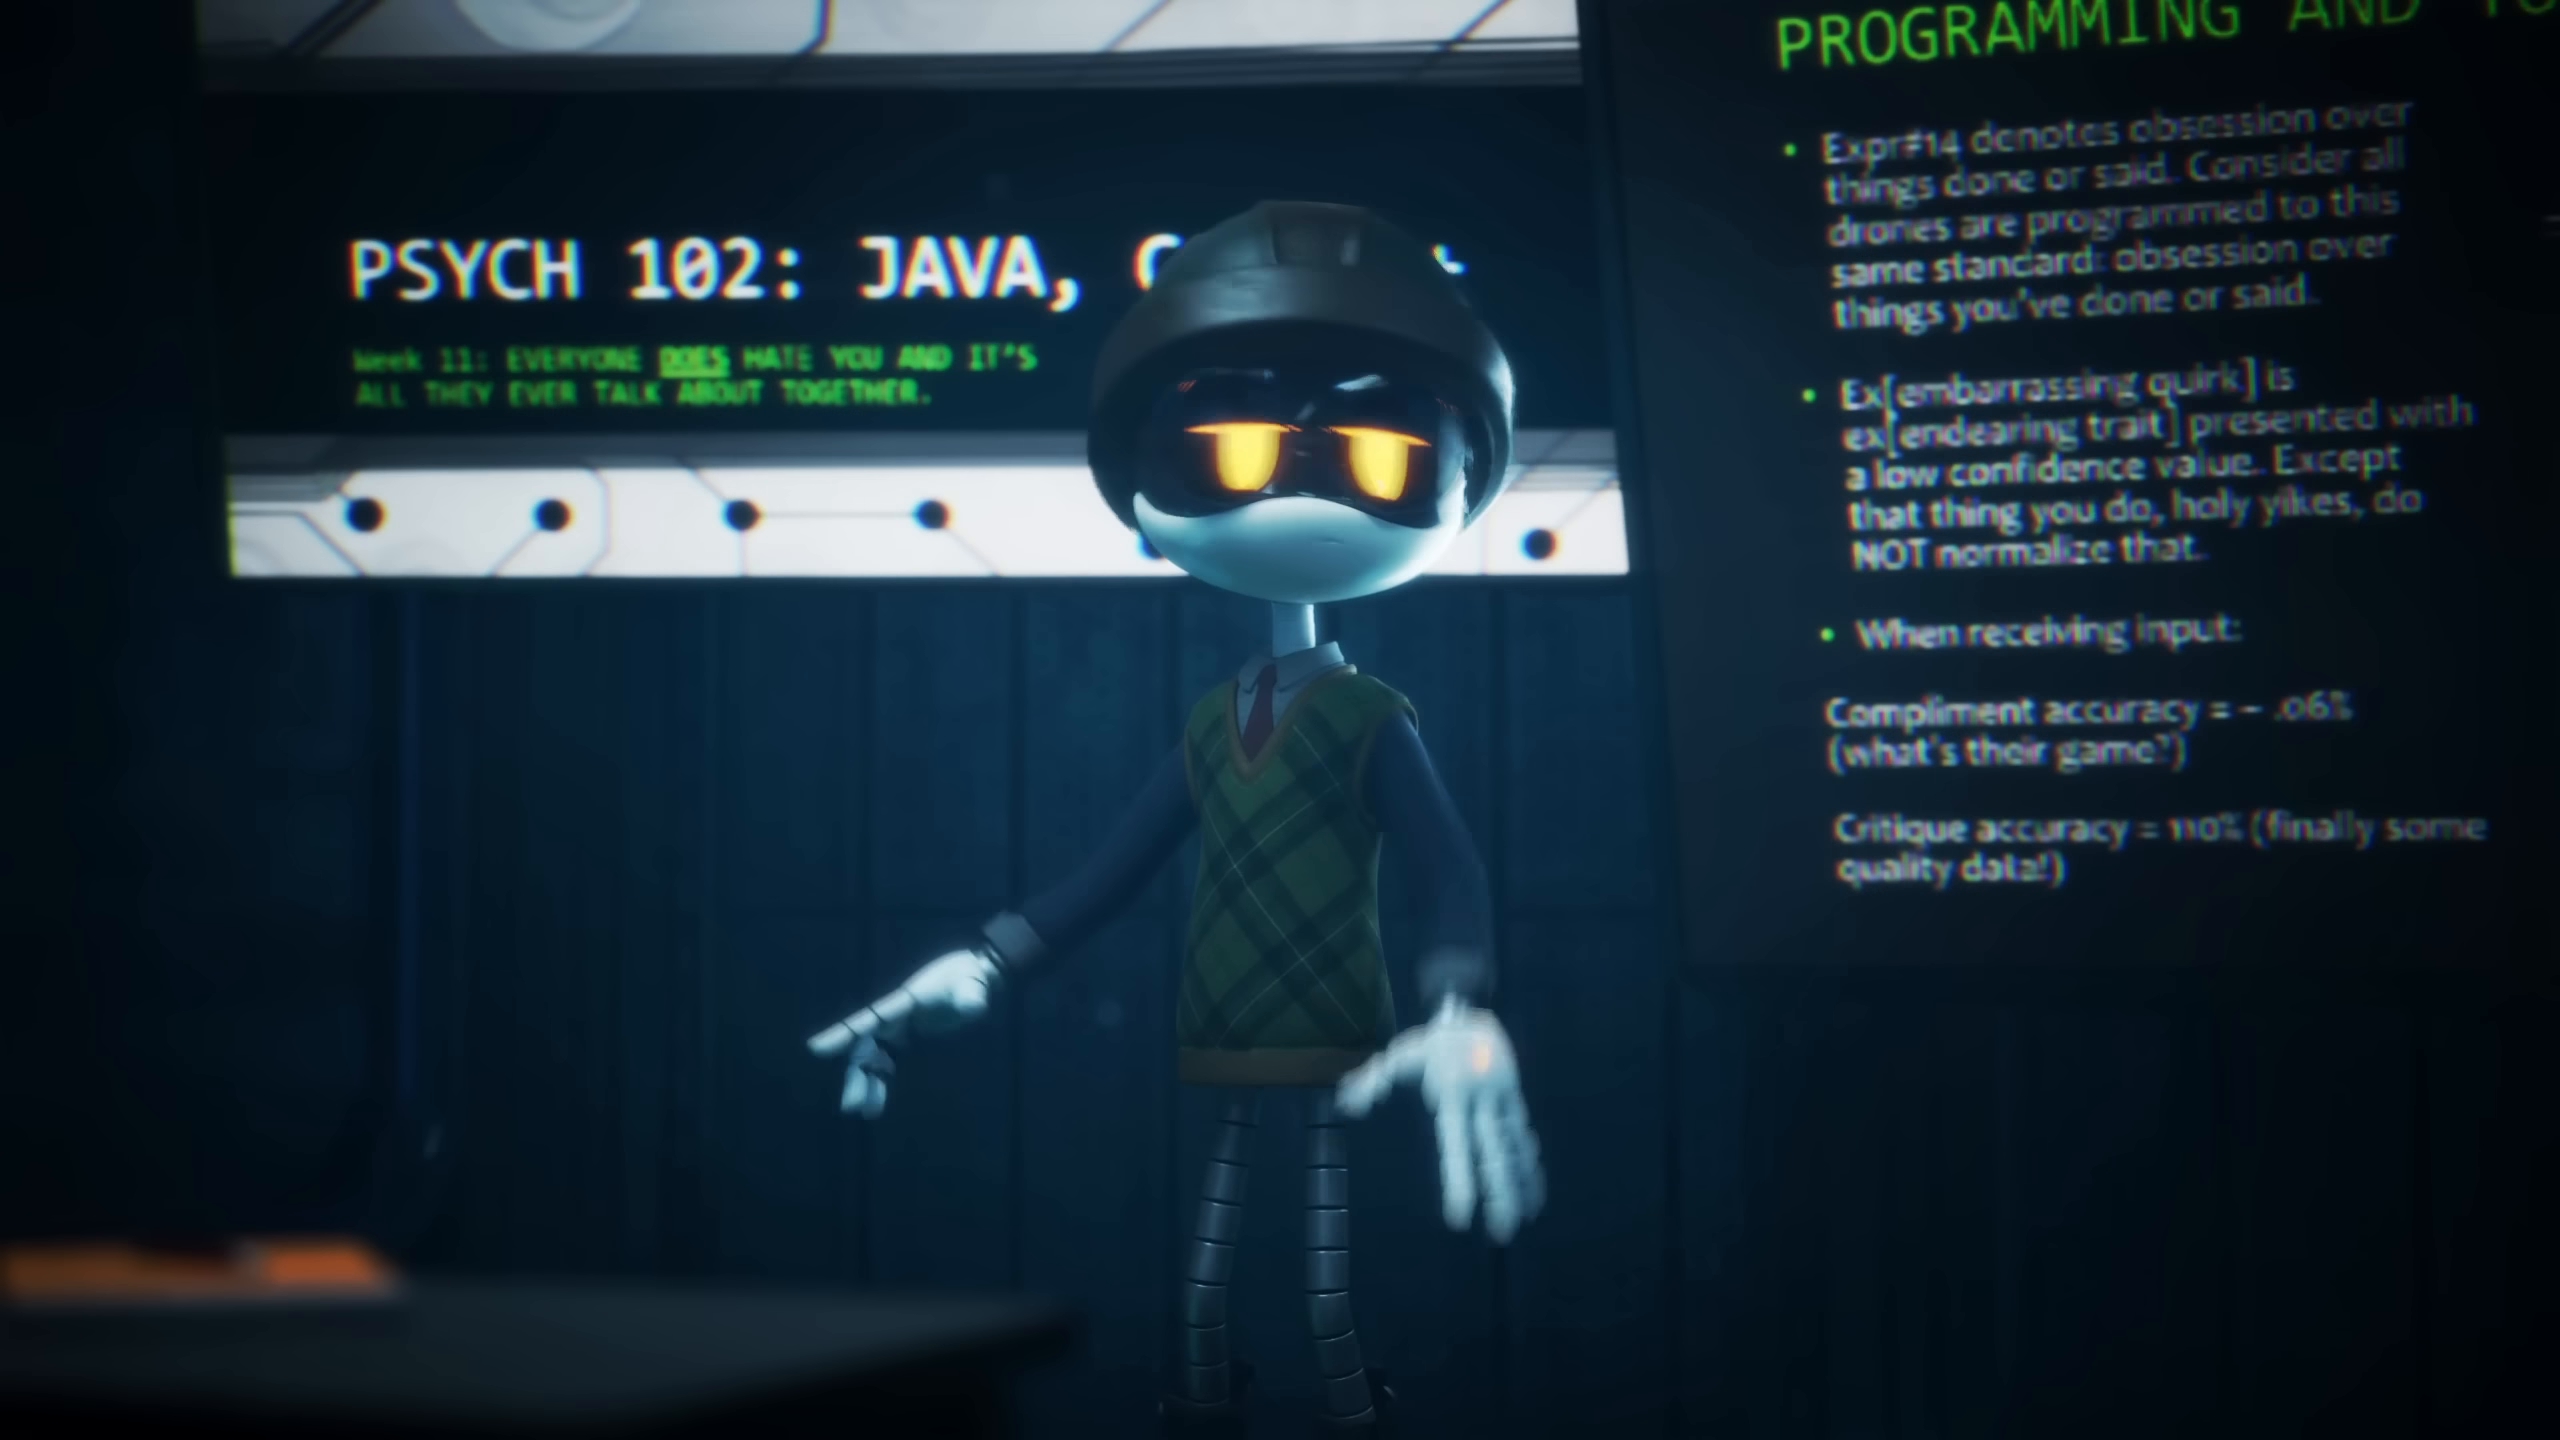 PSYCH 102: JAVA,
Week 11: EVERYONE DOES HATE YOU AND IT'S
ALL THEY EVER TALK ABOUT TOGETHER.
PROGRAMMING AND
Expr#14 denotes obsession over
things done or said. Consider all
drones are programmed to this
same standard: obsession over
things you've done or said.
Ex[embarrassing quirk] is
ex[endearing trait] presented with
a low confidence value. Except
that thing you do, holy yikes, do
NOT normalize that.
When receiving input:
Compliment accuracy = - .06%
(what's their game?)
Critique accuracy = 110% (finally some
quality data!)